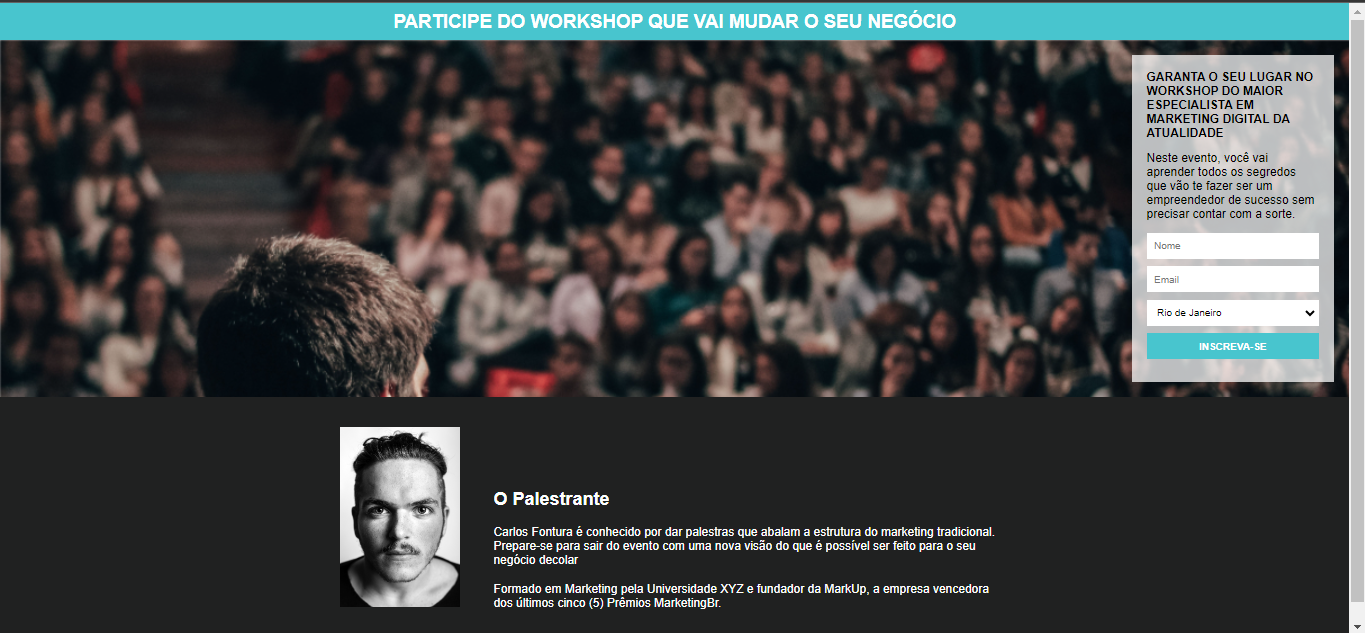 PARTICIPE DO WORKSHOP QUE VAI MUDAR O SEU NEGÓCIO
GARANTA O SEU LUGAR NO
WORKSHOP DO MAIOR
ESPECIALISTA EM
MARKETING DIGITAL DA
ATUALIDADE
Neste evento, você vai
aprender todos os segredos
que vão te fazer ser um
empreendedor de sucesso sem
precisar contar com a sorte.
Nome
Email
Rio de Janeiro
INSCREVA-SE
O Palestrante
Carlos Fontura é conhecido por dar palestras que abalam a estrutura do marketing tradicional.
Prepare-se para sair do evento com uma nova visão do que é possível ser feito para o seu
negócio decolar
Formado em Marketing pela Universidade XYZ e fundador da MarkUp, a empresa vencedora
dos últimos cinco (5) Prêmios MarketingBr.